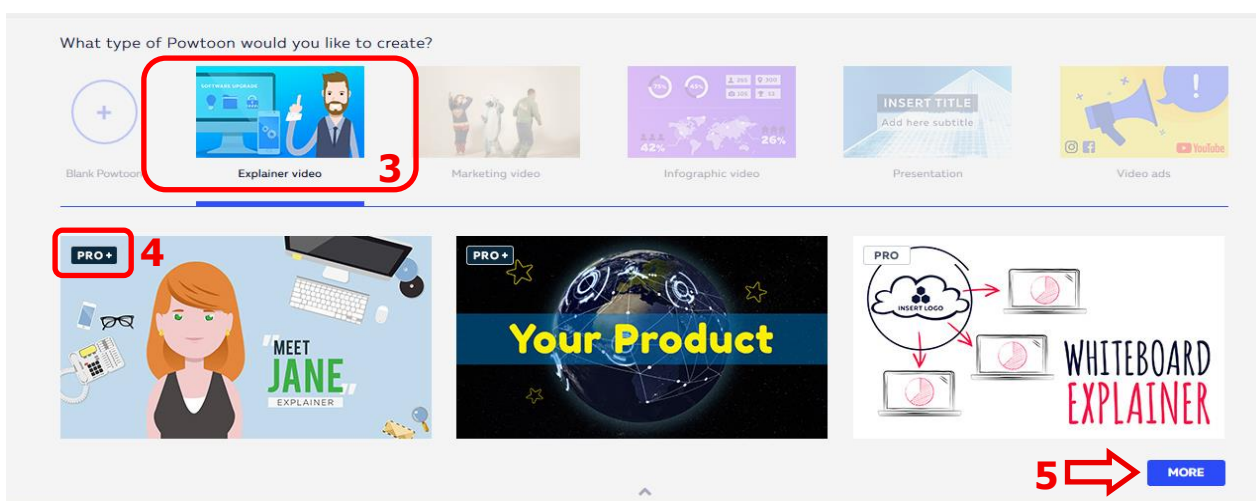 What type of Powtoon would you like to create?
+
SOFTWARE UPGRADE
INSERT TITLE
Add here subtitle
42%
26%
!
YouTube
Blank Powtoon
Explainer video
3
Marketing video
Infographic video
Presentation
Video ads
PRO+
4
MEET
JANE
EXPLAINER
PRO+
Your Product
PRO
INSERT LOGO
WHITEBOARD
EXPLAINER
5
MORE